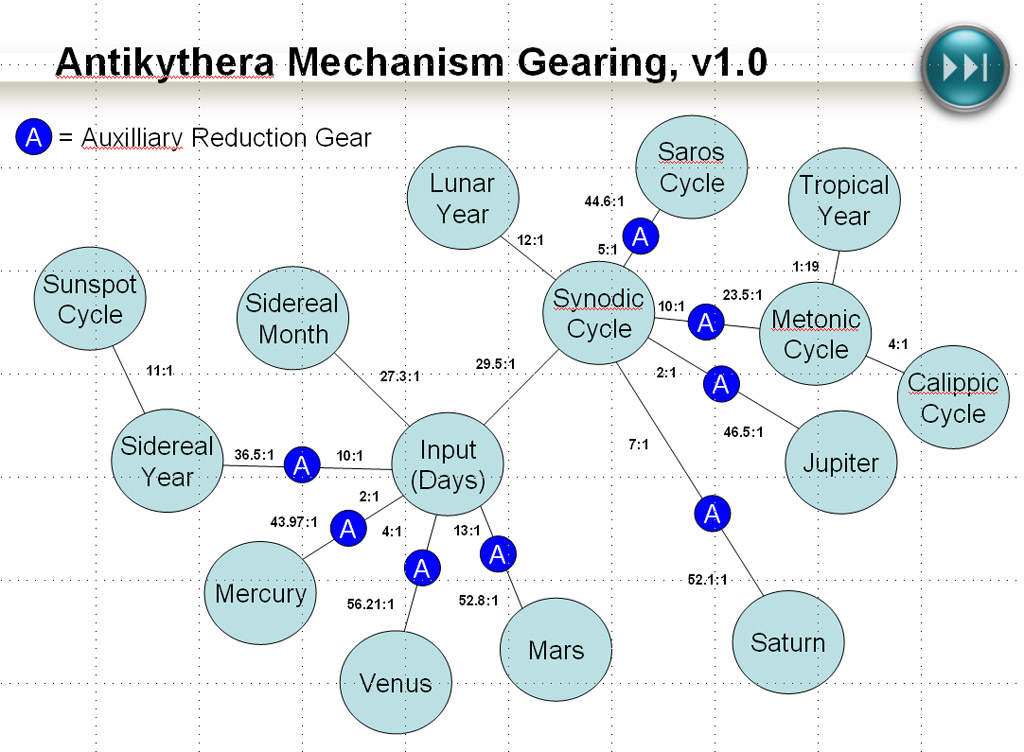 Antikythera Mechanism Gearing, v1.0
A = Auxilliary Reduction Gear
Saros
Cycle
Lunar
Year
Tropical
Year
44.6:1
12:1
5:1
A
1:19
Sunspot
Cycle
Sidereal
Month
Synodic
Cycle
10:1
A
23.5:1
Metonic
Cycle
4:1
11:1
27.3:1
29.5:1
2:1
A
Calippic
Cycle
Sidereal
Year
36.5:1
A
10:1
Input
(Days)
7:1
46.5:1
Jupiter
2:1
43.97:1
A
4:1
13:1
A
A
A
52.1:1
Mercury
56.21:1
52.8:1
Venus
Mars
Saturn